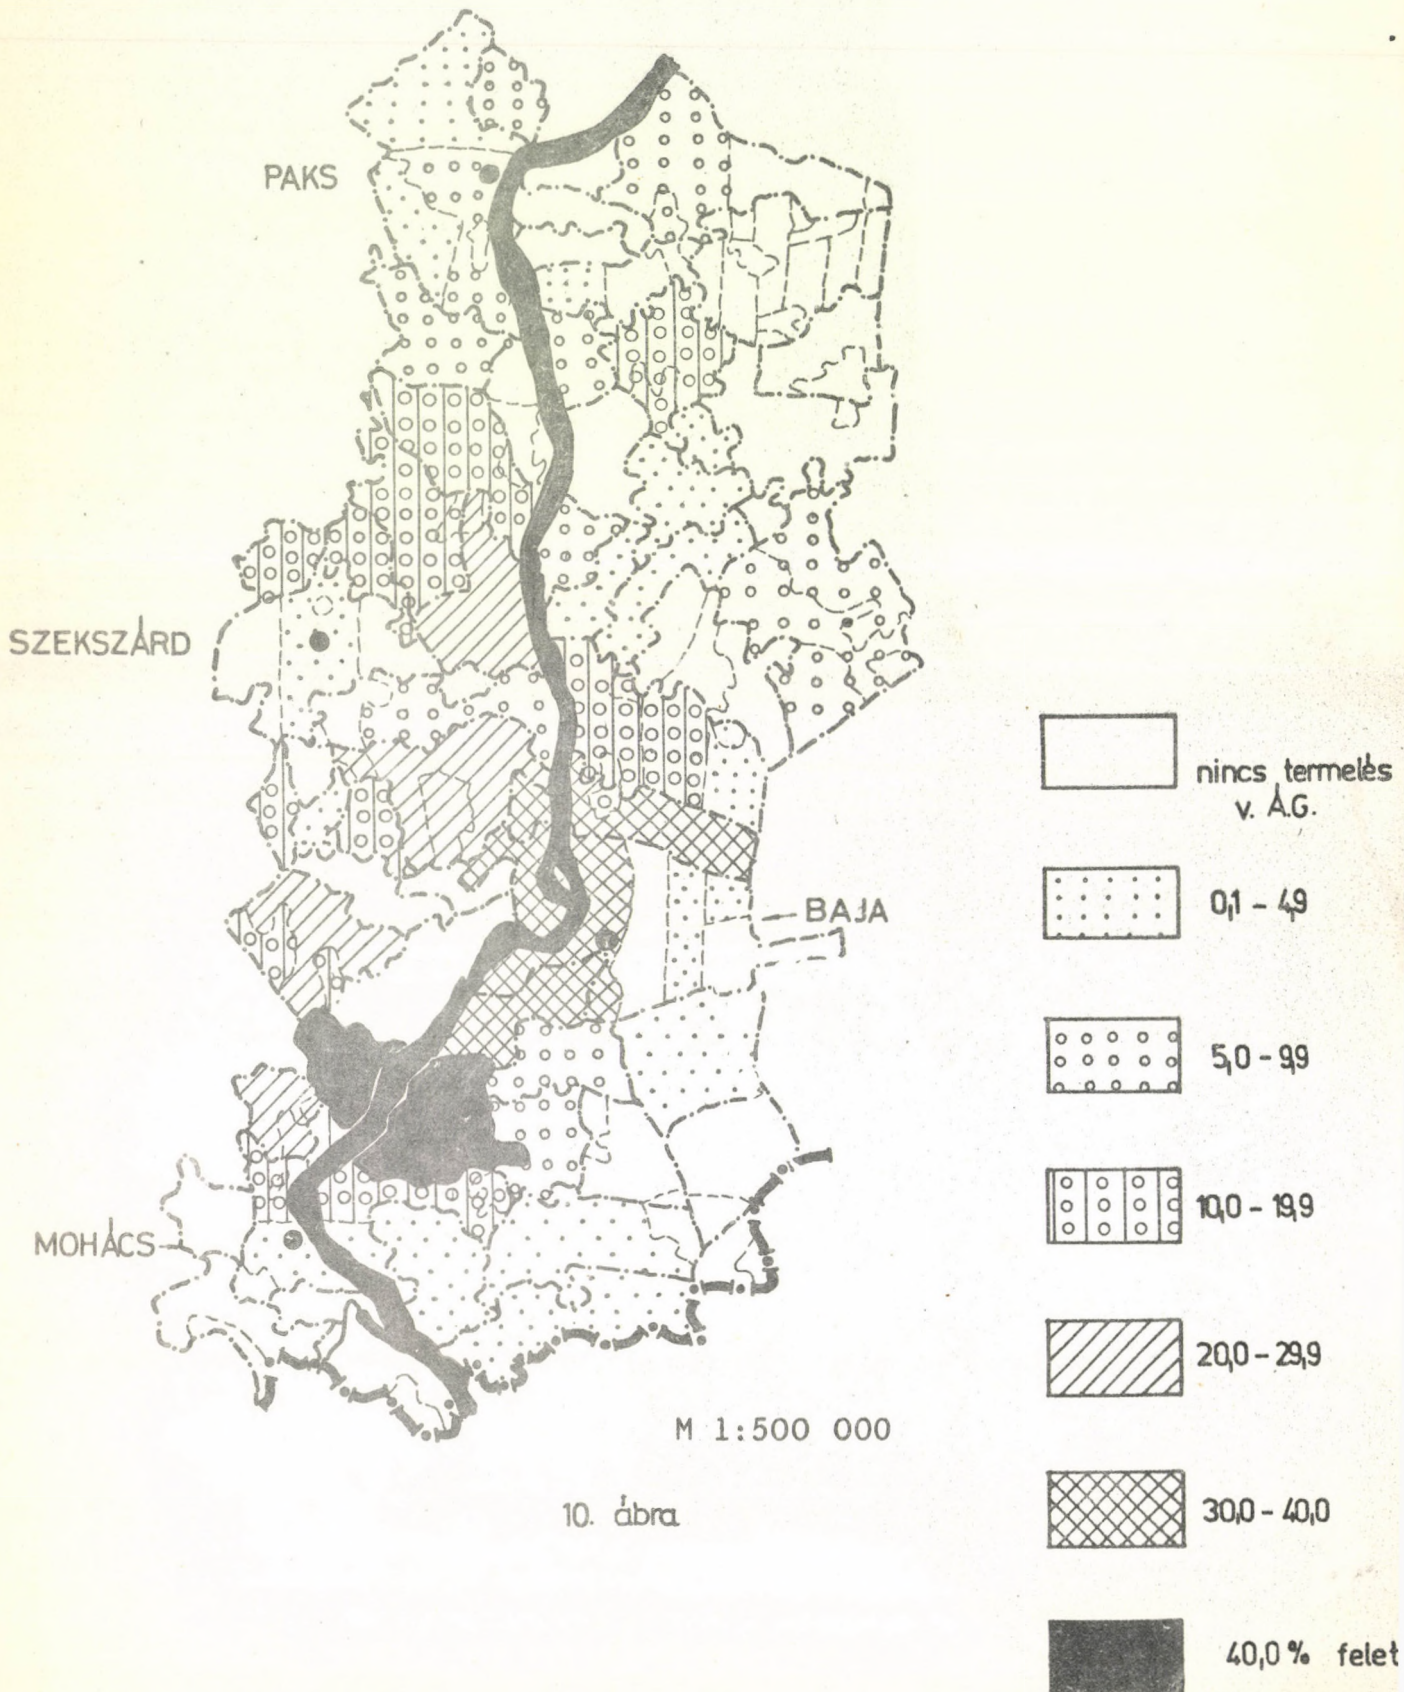 PAKS
SZEKSZÁRD
nincs termelés
v. Á.G.
0,1 - 4,9
BAJA
5,0 - 9,9
10,0 - 19,9
MOHÁCS
20,0 - 29,9
M 1:500 000
30,0 - 40,0
10. ábra
40,0 % felet